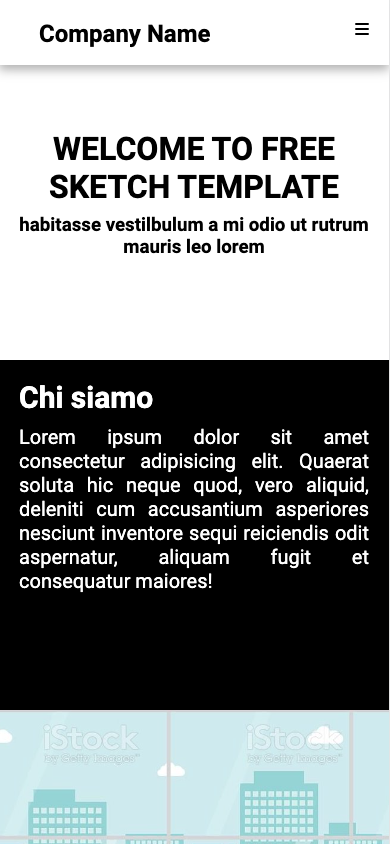 Company Name
WELCOME TO FREE
SKETCH TEMPLATE
habitasse vestilbulum a mi odio ut rutrum
mauris leo lorem
Chi siamo
Lorem ipsum dolor sit amet
consectetur adipisicing elit. Quaerat
soluta hic neque quod, vero aliquid,
deleniti cum accusantium asperiores
nesciunt inventore sequi reiciendis odit
aspernatur, aliquam fugit et
consequatur maiores!
iStock iStock
by Getty Images™ by Getty Images™